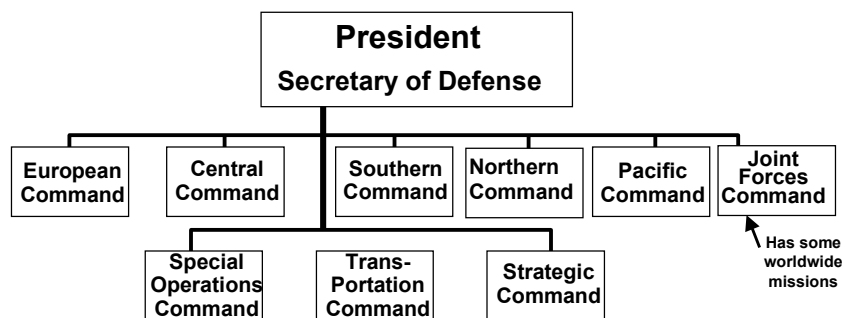 President
Secretary of Defense
European
Command
Central
Command
Southern
Command
Northern
Command
Pacific
Command
Joint
Forces
Command
Has some
worldwide
missions
Special
Operations
Command
Trans-
Portation
Command
Strategic
Command